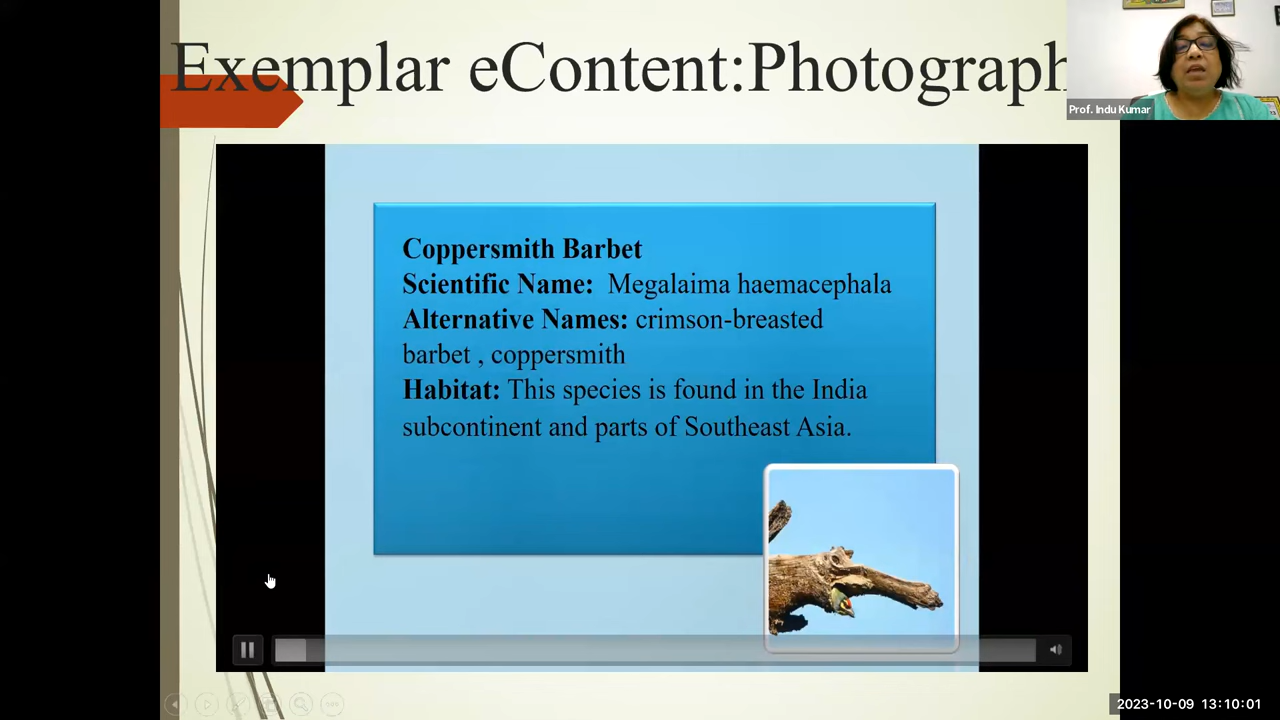 Exemplar eContent:Photograph
Prof. Indu Kumar
Coppersmith Barbet
Scientific Name: Megalaima haemacephala
Alternative Names: crimson-breasted
barbet , coppersmith
Habitat: This species is found in the India
subcontinent and parts of Southeast Asia.
2023-10-09 13:10:01